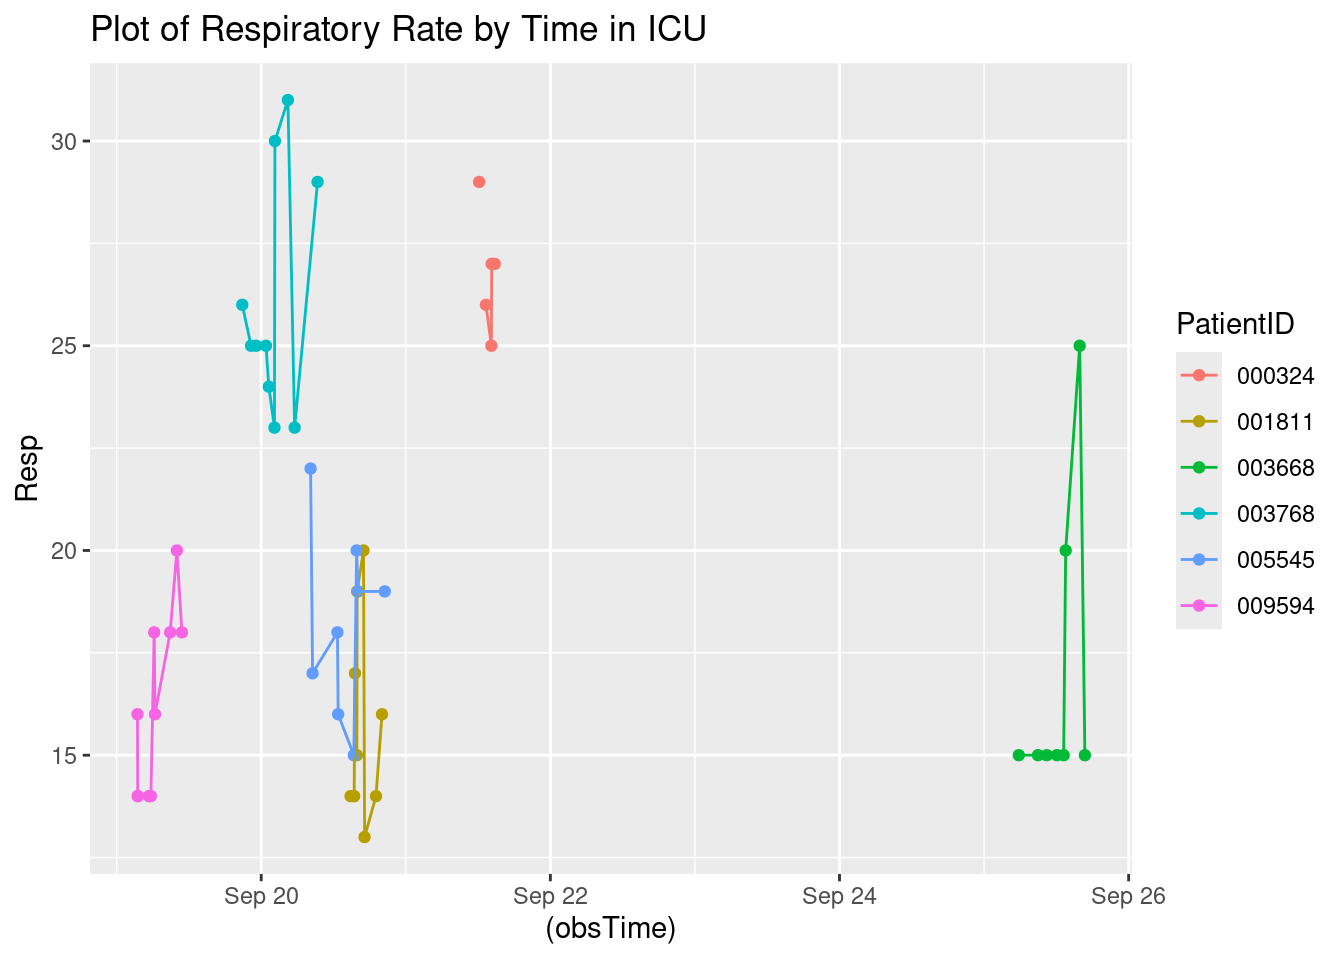 Plot of Respiratory Rate by Time in ICU
30
25
20
15
Resp
Sep 20
Sep 22
Sep 24
Sep 26
(obsTime)
PatientID
000324
001811
003668
003768
005545
009594